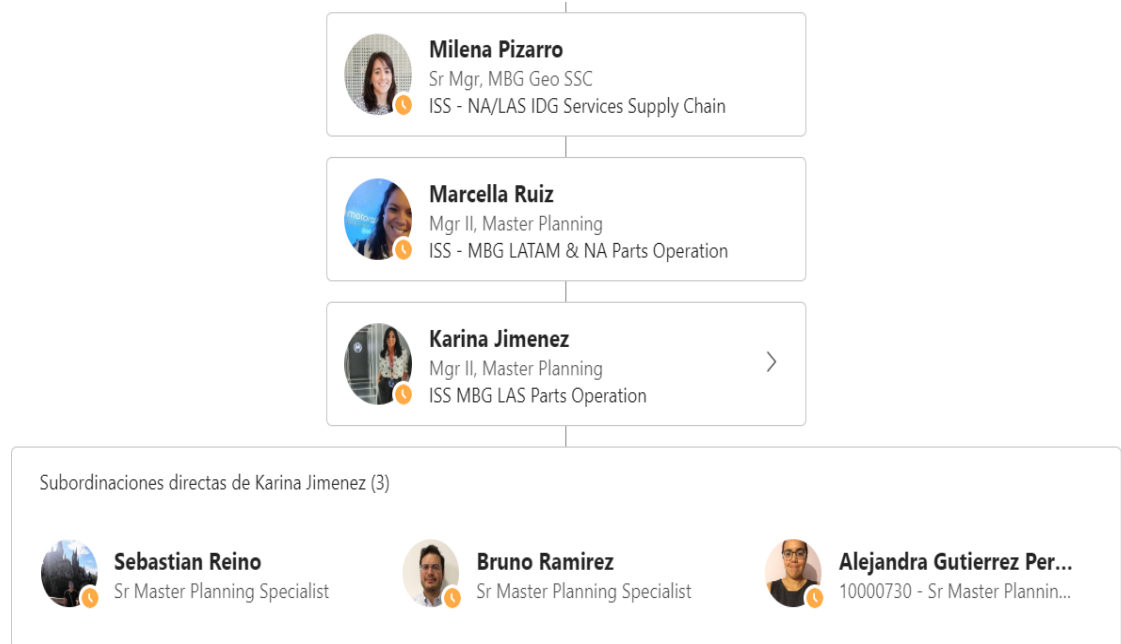 Milena Pizarro
Sr Mgr, MBG Geo SSC
ISS - NA/LAS IDG Services Supply Chain
Marcella Ruiz
Mgr II, Master Planning
ISS - MBG LATAM & NA Parts Operation
Karina Jimenez
Mgr II, Master Planning
ISS MBG LAS Parts Operation
Subordinaciones directas de Karina Jimenez (3)
Sebastian Reino
Sr Master Planning Specialist
Bruno Ramirez
Sr Master Planning Specialist
Alejandra Gutierrez Per...
10000730 - Sr Master Plannin...